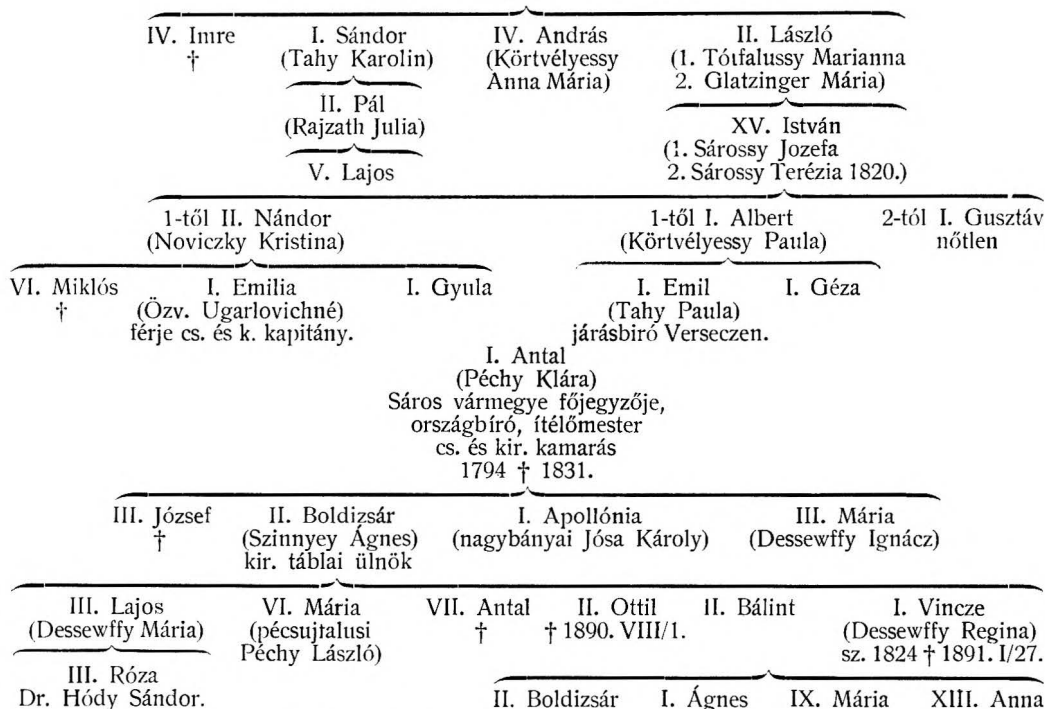 IV. Imre I. Sándor IV. András II. László
† (Tahy Karolin) (Körtvélyessy (1. Tótfalussy Marianna
Anna Mária) 2. Glatzinger Mária)
II. Pál XV. István
(Rajzath Julia) (1. Sárossy Jozefa
V. Lajos 2. Sárossy Terézia 1820.)
1-től II. Nándor 1-től I. Albert 2-tól I. Gusztáv
(Noviczky Kristina) (Körtvélyessy Paula) nőtlen
VI. Miklós I. Emilia I. Gyula I. Emil I. Géza
† (Özv. Ugarlovichné) (Tahy Paula)
férje cs. és k. kapitány. járásbiró Verseczen.
I. Antal
(Péchy Klára)
Sáros vármegye főjegyzője,
országbíró, ítélőmester
cs. és kir. kamarás
1794 † 1831.
III. József II. Boldizsár I. Apollónia III. Mária
† (Szinnyey Ágnes) (nagybányai Jósa Károly) (Dessewffy Ignácz)
kir. táblai ülnök
III. Lajos VI. Mária VII. Antal II. Ottil II. Bálint I. Vincze
(Dessewffy Mária) (pécsujtalusi † † 1890. VIII/1. (Dessewffy Regina)
Péchy László) sz. 1824 † 1891. I/27.
III. Róza
Dr. Hódy Sándor. II. Boldizsár I. Ágnes IX. Mária XIII. Anna